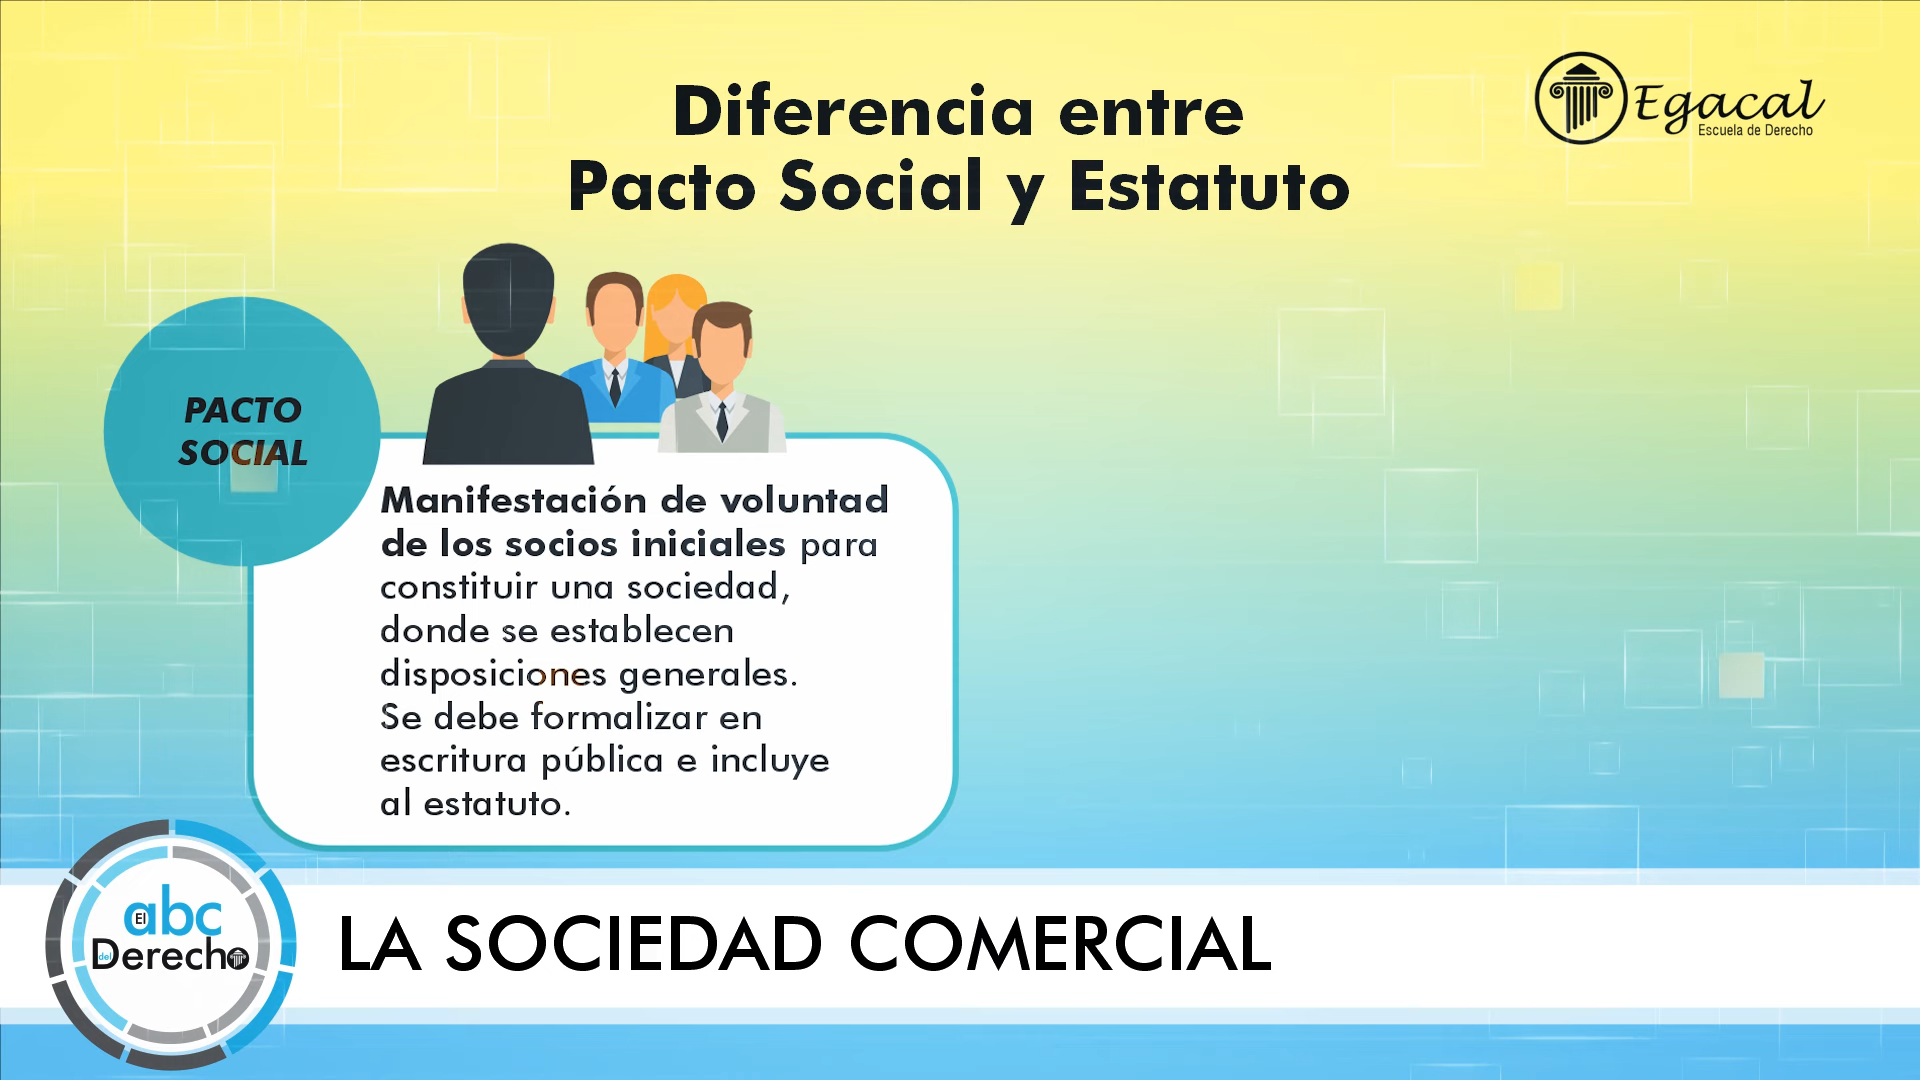 Diferencia entre
Pacto Social y Estatuto
Egacal
Escuela de Derecho
PACTO
SOCIAL
Manifestación de voluntad
de los socios iniciales para
constituir una sociedad,
donde se establecen
disposiciones generales.
Se debe formalizar en
escritura pública e incluye
al estatuto.
El abc
del Derecho
LA SOCIEDAD COMERCIAL